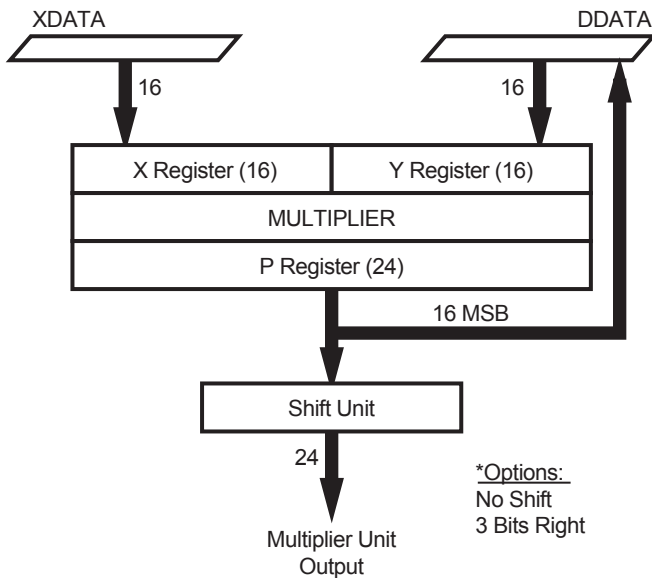 XDATA
DDATA
16
16
X Register (16)
Y Register (16)
MULTIPLIER
P Register (24)
16 MSB
Shift Unit
24
*Options:
No Shift
3 Bits Right
Multiplier Unit
Output